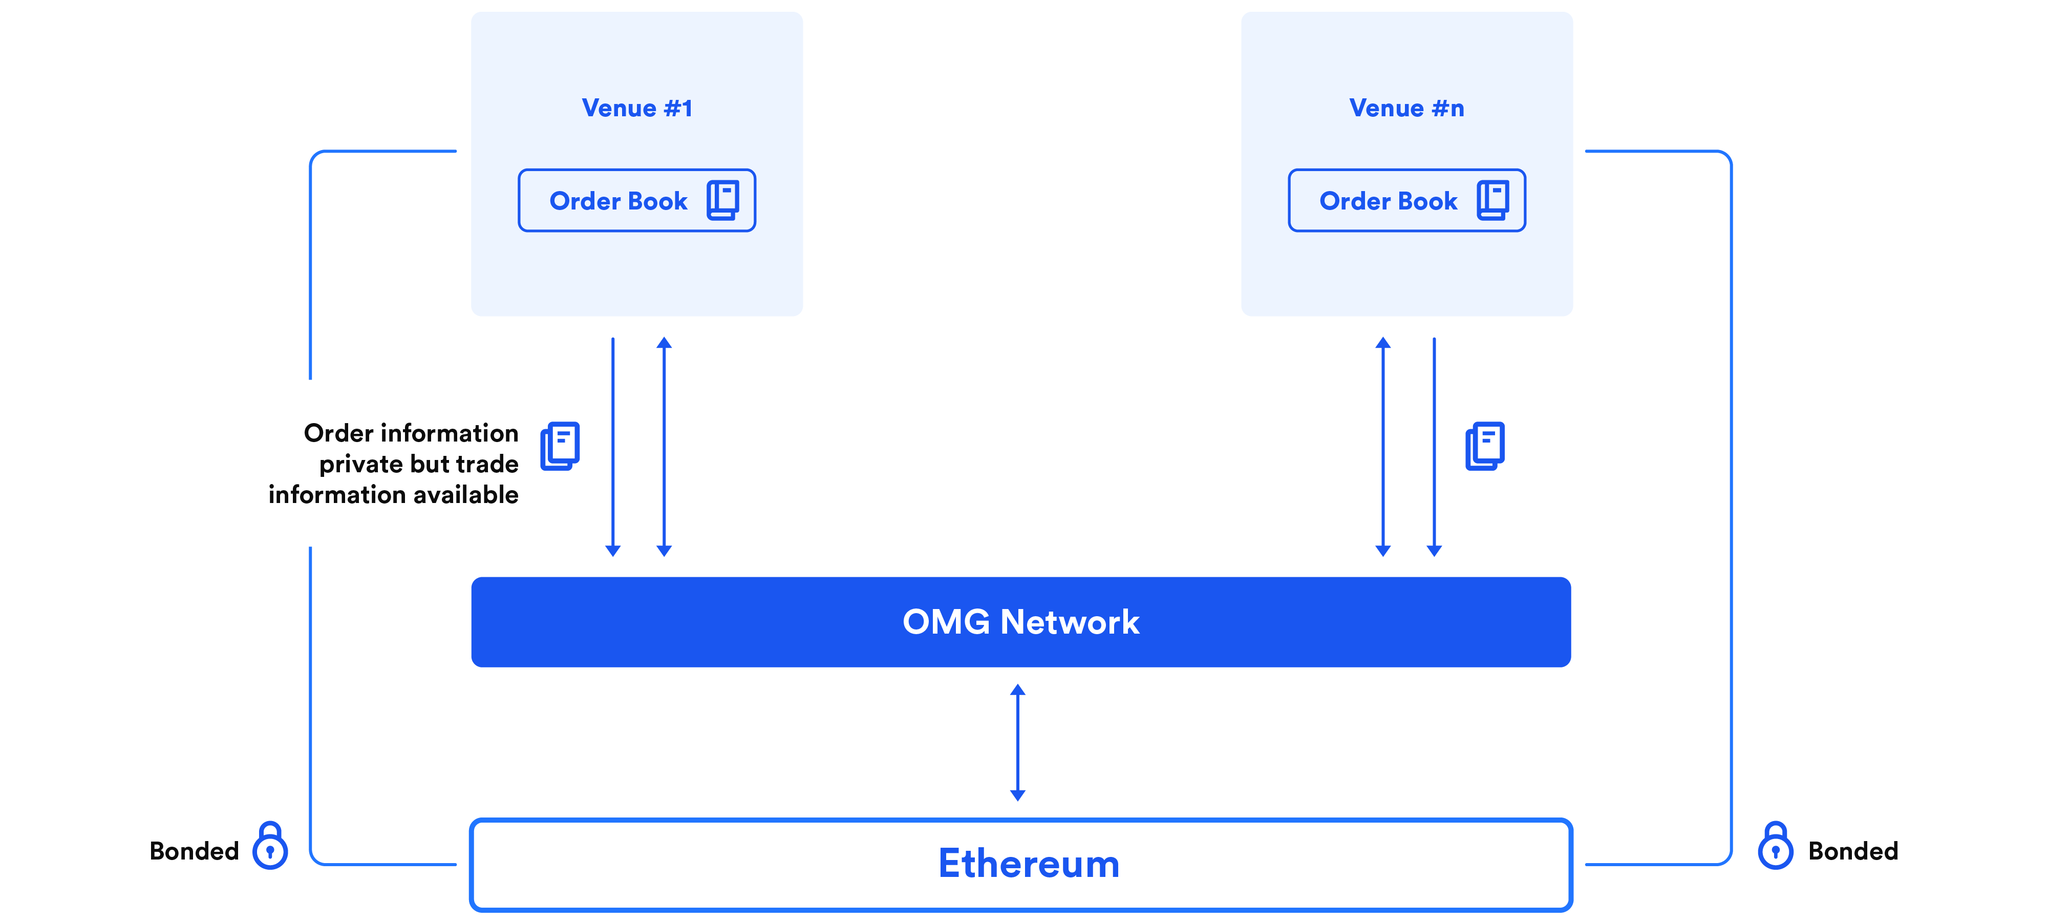 Venue #1
Venue #n
Order Book
Order Book
Order information
private but trade
information available
OMG Network
Bonded
Ethereum
Bonded